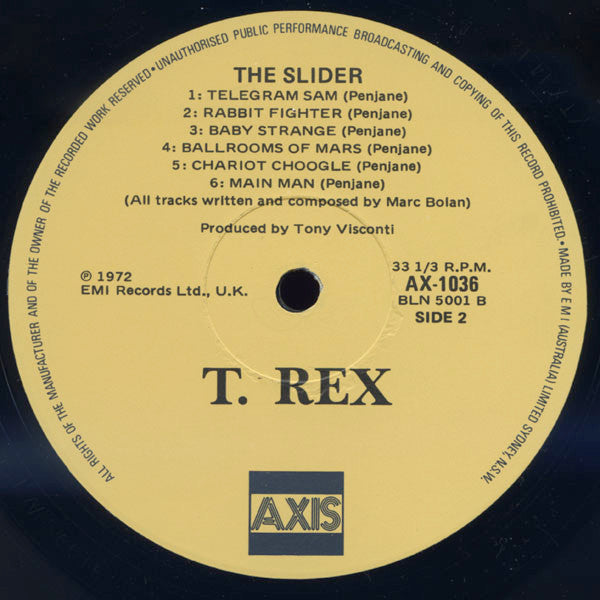 ALL RIGHTS OF THE MANUFACTURER AND OF THE OWNER OF THE RECORDED WORK RESERVED•UNAUTHORISED PUBLIC PERFORMANCE BROADCASTING AND COPYING OF THIS RECORD PROHIBITED.•MADE BY E M I (AUSTRALIA) LIMITED SYDNEY, N.S.W.
THE SLIDER
1: TELEGRAM SAM (Penjane)
2: RABBIT FIGHTER (Penjane)
3: BABY STRANGE (Penjane)
4: BALLROOMS OF MARS (Penjane)
5: CHARIOT CHOOGLE (Penjane)
6: MAIN MAN (Penjane)
(All tracks written and composed by Marc Bolan)
Produced by Tony Visconti
℗ 1972
EMI Records Ltd., U.K.
33 1/3 R.P.M.
AX-1036
BLN 5001 B
SIDE 2
T. REX
AXIS